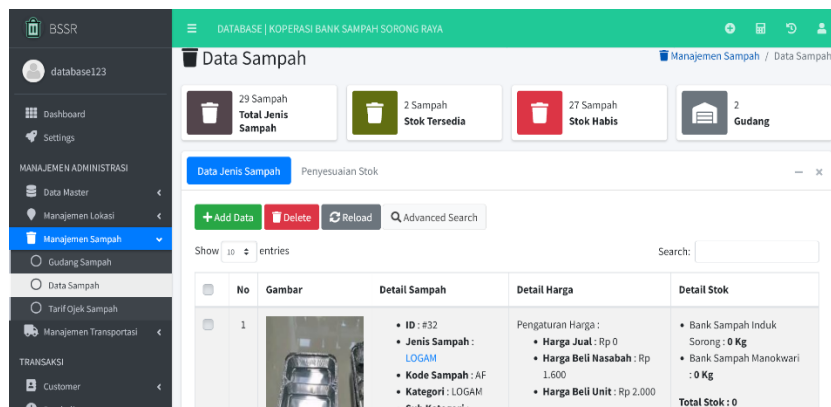 BSSR
DATABASE | KOPERASI BANK SAMPAH SORONG RAYA
database123
Dashboard
Settings
MANAJEMEN ADMINISTRASI
Data Master
Manajemen Lokasi
Manajemen Sampah
Gudang Sampah
Data Sampah
Tarif Ojek Sampah
Manajemen Transportasi
TRANSAKSI
Customer
Data Sampah
Manajemen Sampah / Data Sampah
29 Sampah
Total Jenis
Sampah
2 Sampah
Stok Tersedia
27 Sampah
Stok Habis
2
Gudang
Data Jenis Sampah Penyesuaian Stok
+ Add Data Delete Reload Advanced Search
Show 10 entries Search:
No Gambar Detail Sampah Detail Harga Detail Stok
1
• ID : #32
• Jenis Sampah :
LOGAM
• Kode Sampah : AF
• Kategori : LOGAM
Pengaturan Harga :
• Harga Jual : Rp 0
• Harga Beli Nasabah : Rp
1.600
• Harga Beli Unit : Rp 2.000
• Bank Sampah Induk
Sorong : 0 Kg
• Bank Sampah Manokwari
: 0 Kg
Total Stok : 0